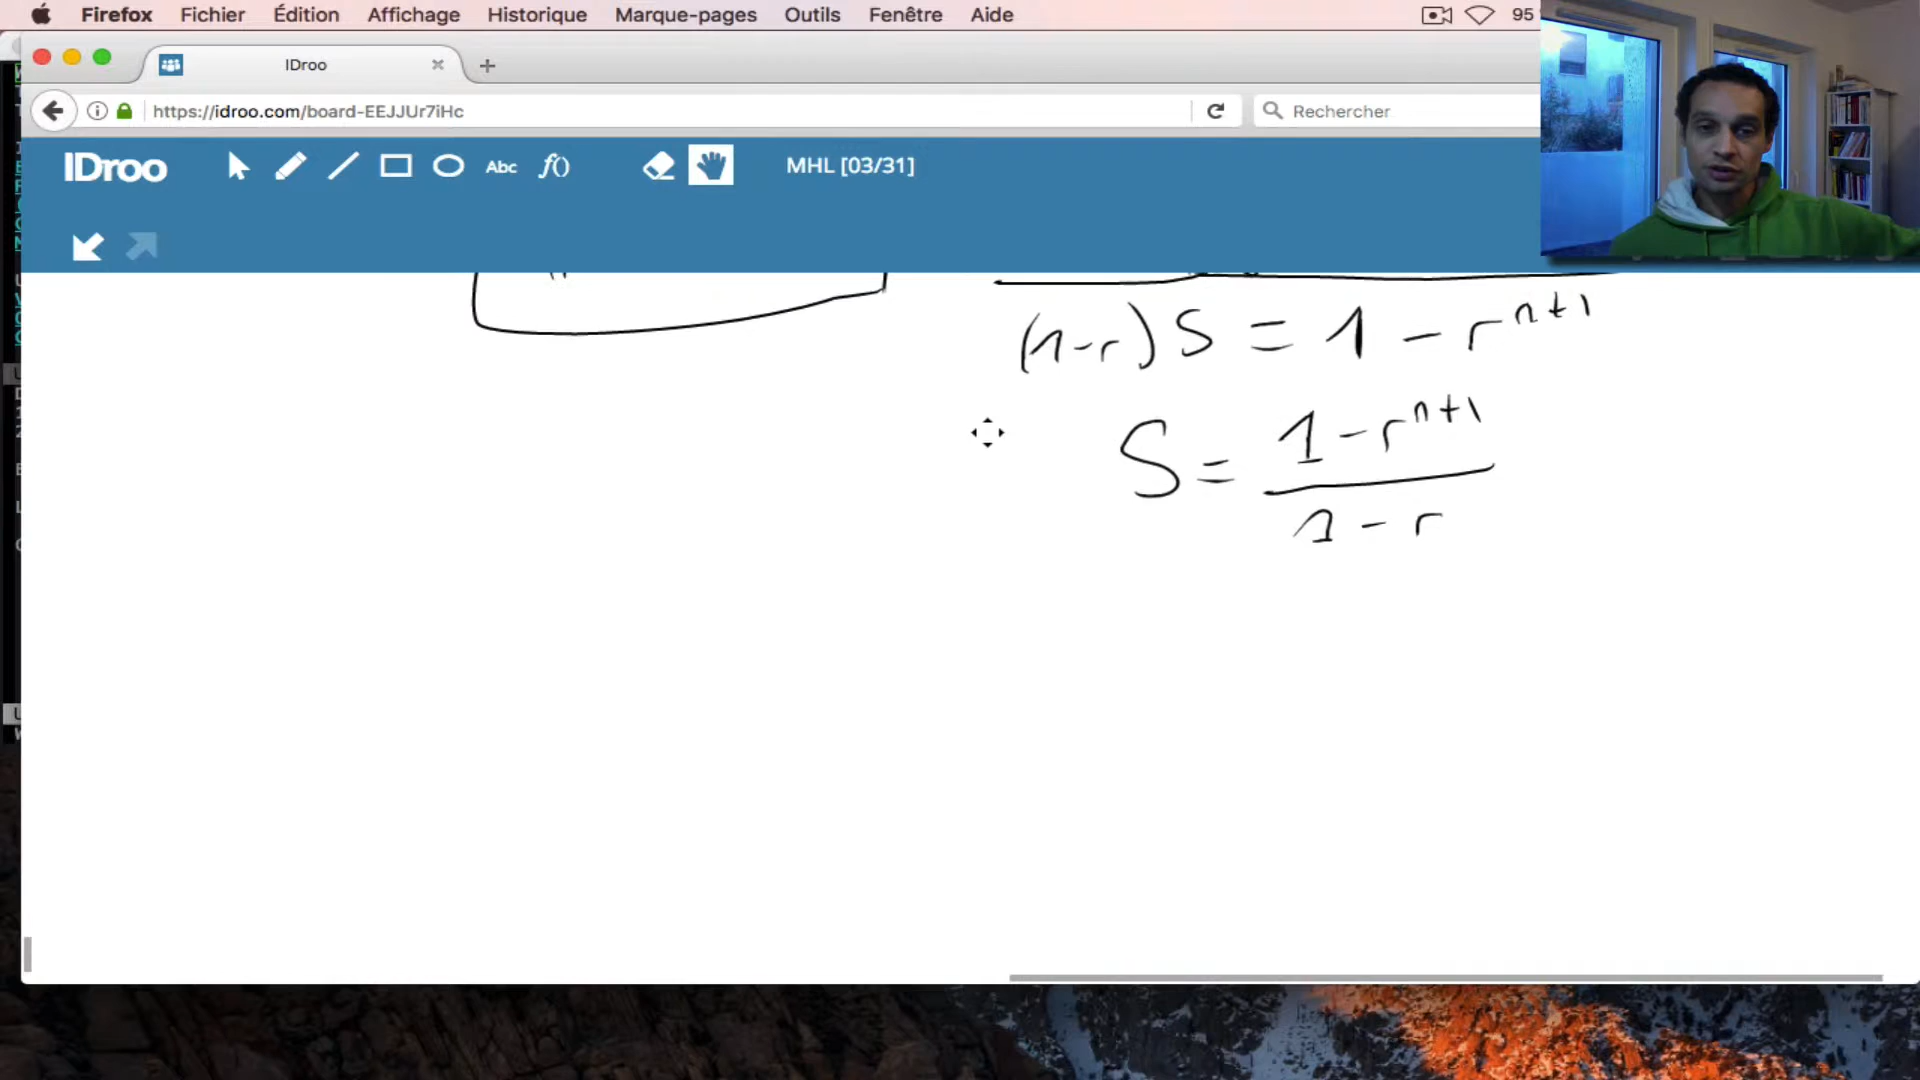 Firefox Fichier Édition Affichage Historique Marque-pages Outils Fenêtre Aide 95
IDroo
https://idroo.com/board-EEJJUr7iHc
Rechercher
IDroo Abc f() MHL [03/31]
(1-r) S = 1 - r^{n+1}
S = \frac{1-r^{n+1}}{1-r}